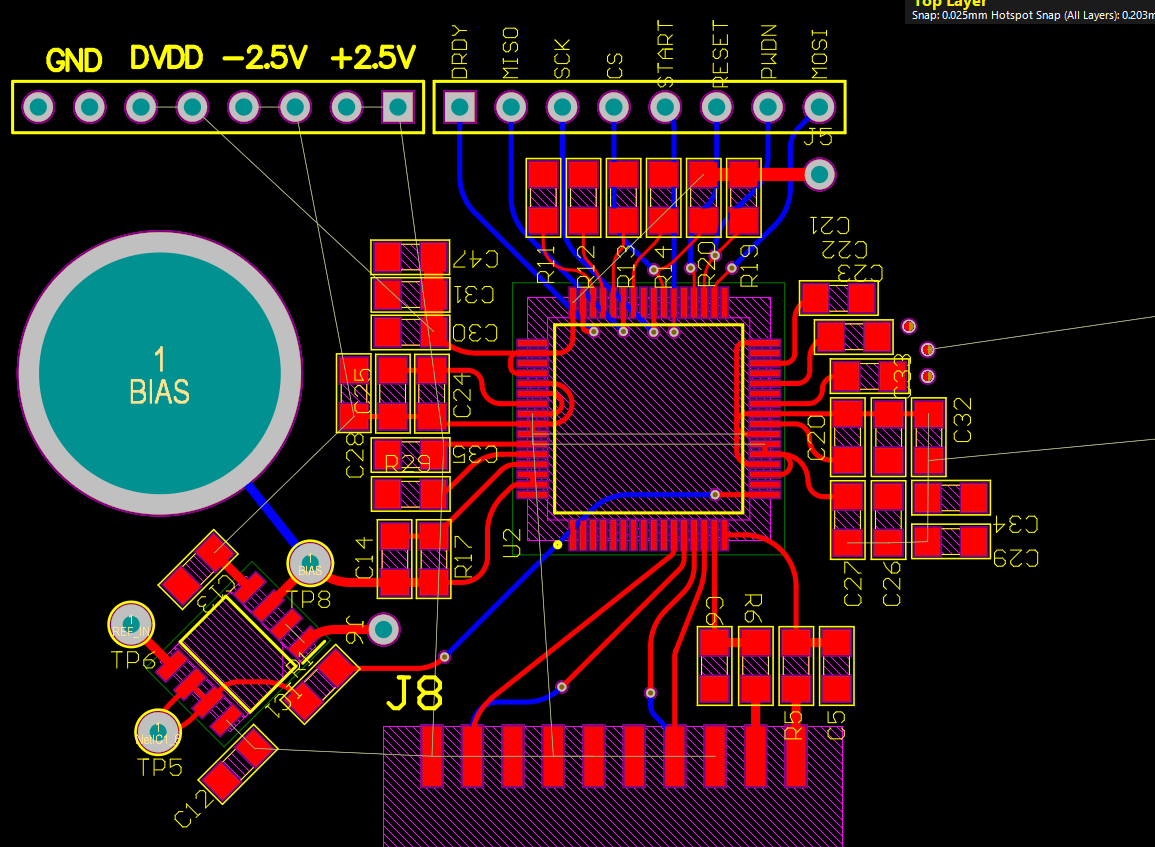 Top Layer
Snap: 0.025mm Hotspot Snap (All Layers): 0.203m
GND DVDD -2.5V +2.5V
DRDY MISO SCK CS START RESET PWDN MOSI
J5
C21
C22
C23
R11 R12 R13 R14 R20 R19
C47
C31
C30
C33
C25 C24
C20 C32
C28
C35
R29
1
BIAS
C14 R17 U2
C34
C29
C27 C26
1
BIAS
TP8
C13
C6 R6
1
REF_IN
TP6
J6
J8
R5 C5
1
TP5
C12